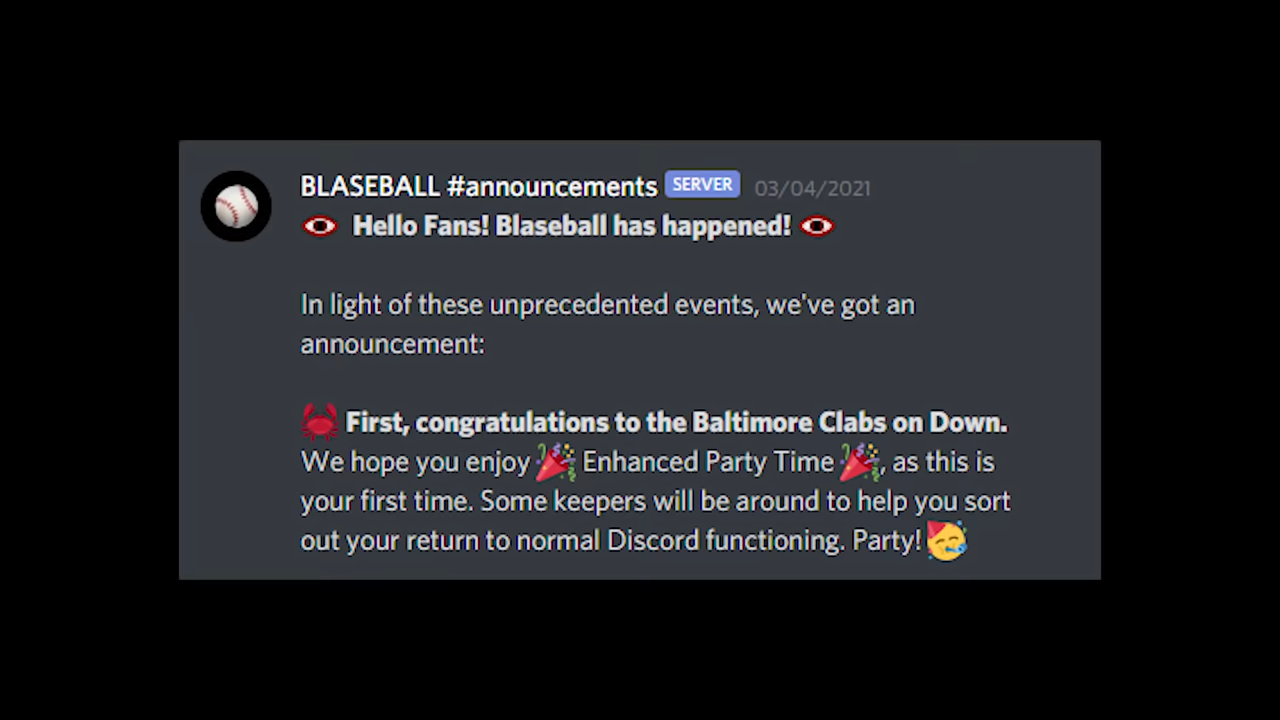 BLASEBALL #announcements SERVER 03/04/2021
👁 Hello Fans! Blaseball has happened! 👁
In light of these unprecedented events, we've got an
announcement:
🦀 First, congratulations to the Baltimore Clabs on Down.
We hope you enjoy 🎉 Enhanced Party Time 🎉, as this is
your first time. Some keepers will be around to help you sort
out your return to normal Discord functioning. Party! 🥳